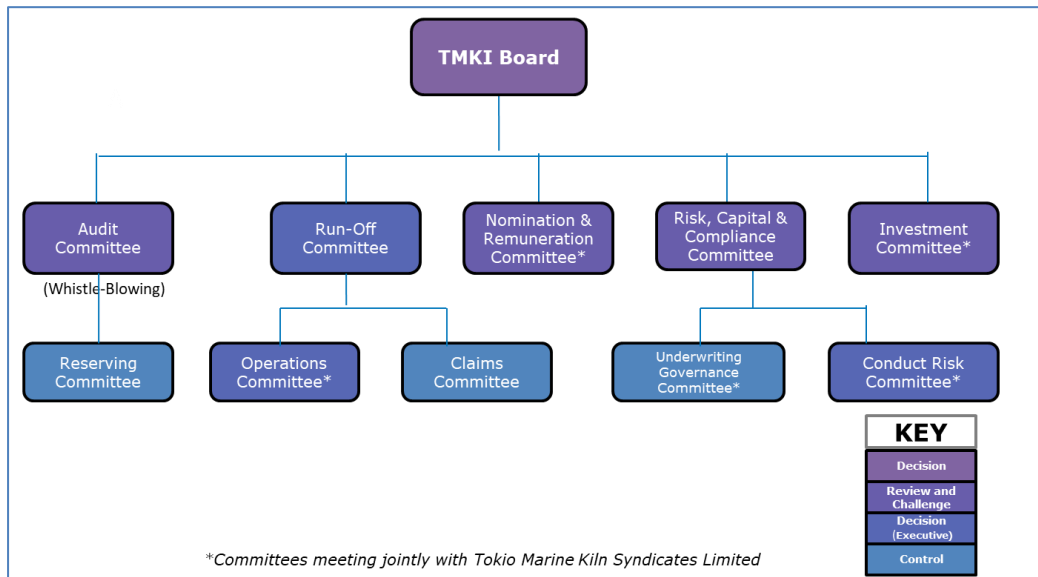 TMKI Board
Audit
Committee
(Whistle-Blowing)
Run-Off
Committee
Nomination &
Remuneration
Committee*
Risk, Capital &
Compliance
Committee
Investment
Committee*
Reserving
Committee
Operations
Committee*
Claims
Committee
Underwriting
Governance
Committee*
Conduct Risk
Committee*
KEY
Decision
Review and
Challenge
Decision
(Executive)
Control
*Committees meeting jointly with Tokio Marine Kiln Syndicates Limited